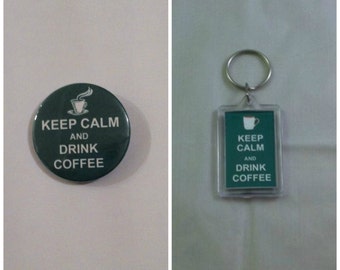 KEEP CALM
AND
DRINK
COFFEE
KEEP
CALM
AND
DRINK
COFFEE